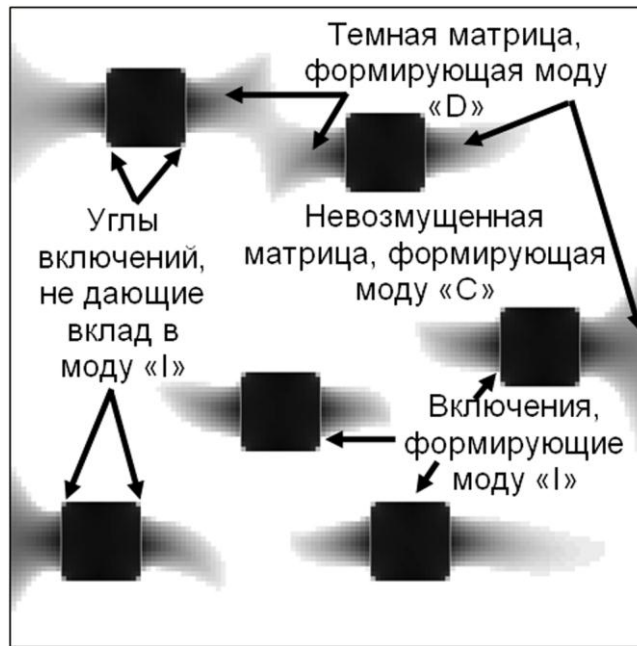 Темная матрица,
формирующая моду
«D»
Углы
включений,
не дающие
вклад в
моду «I»
Невозмущенная
матрица, формирующая
моду «C»
Включения,
формирующие
моду «I»